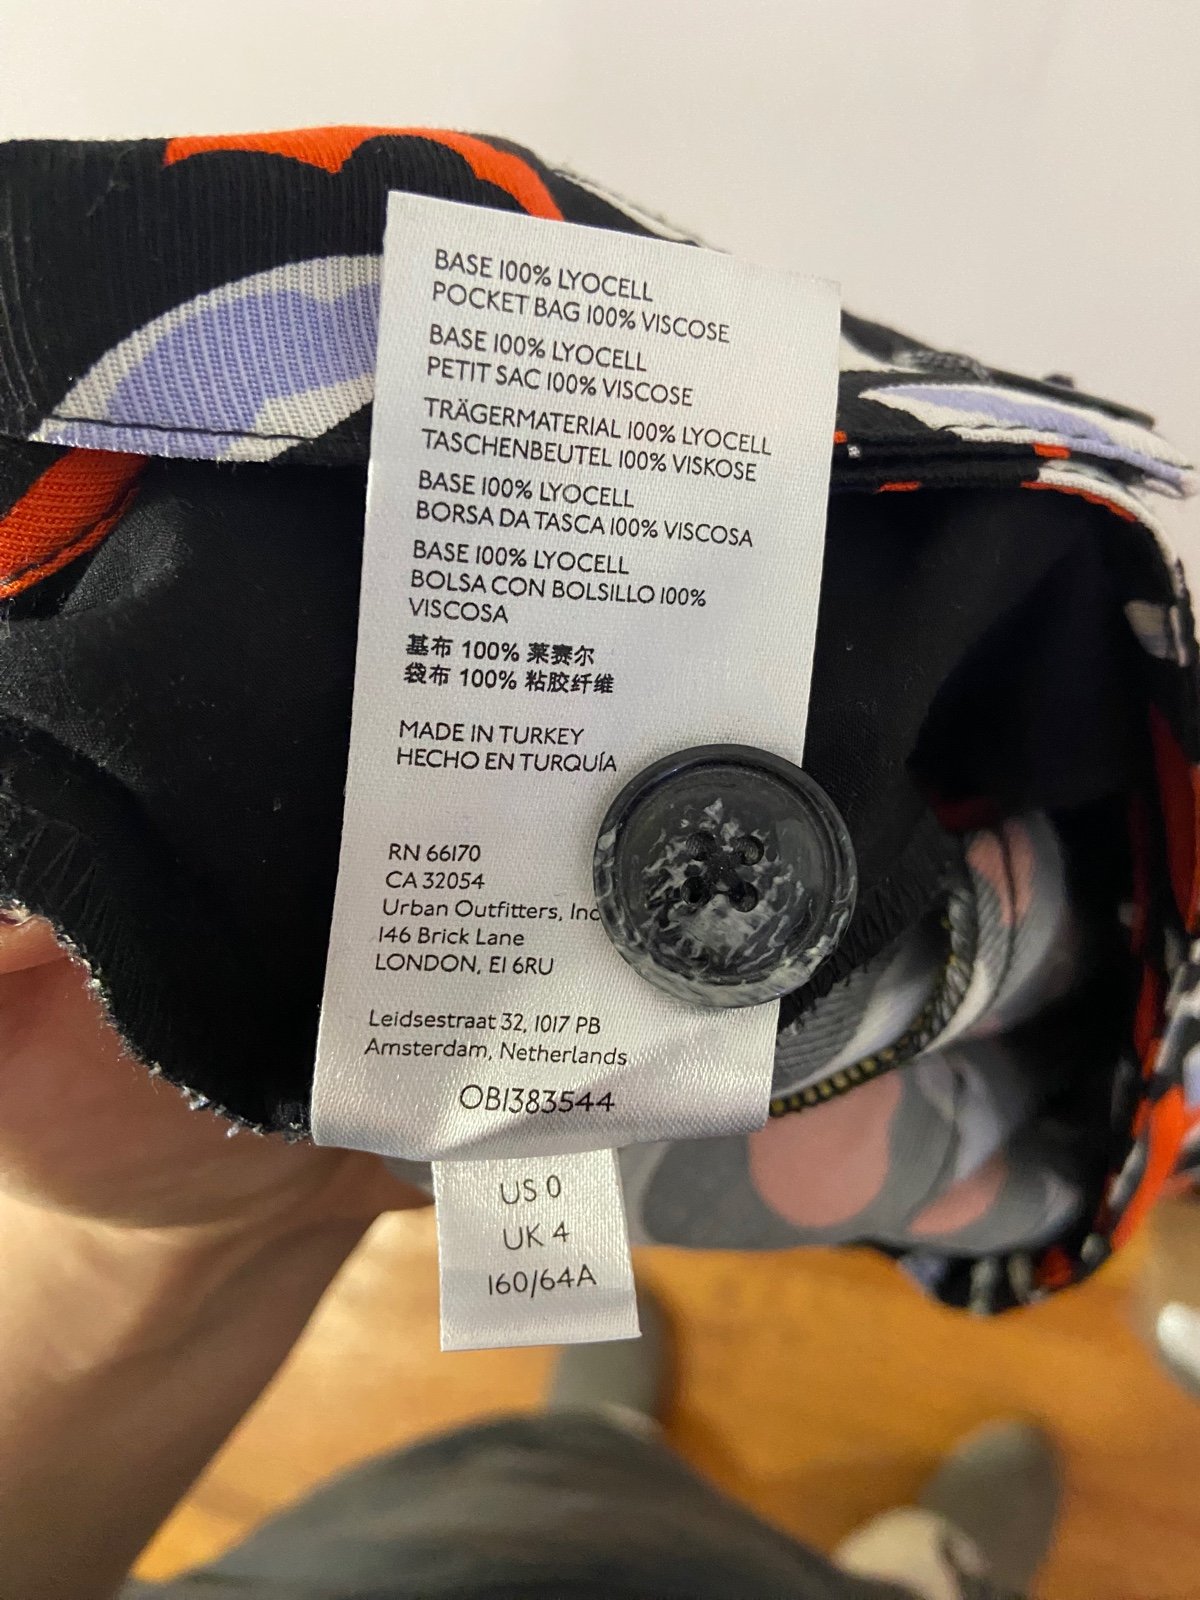 BASE 100% LYOCELL
POCKET BAG 100% VISCOSE
BASE 100% LYOCELL
PETIT SAC 100% VISCOSE
TRÄGERMATERIAL 100% LYOCELL
TASCHENBEUTEL 100% VISKOSE
BASE 100% LYOCELL
BORSA DA TASCA 100% VISCOSA
BASE 100% LYOCELL
BOLSA CON BOLSILLO 100%
VISCOSA
基布 100% 莱赛尔
袋布 100% 粘胶纤维
MADE IN TURKEY
HECHO EN TURQUÍA
RN 66170
CA 32054
Urban Outfitters, Inc
146 Brick Lane
LONDON, E1 6RU
Leidsestraat 32, 1017 PB
Amsterdam, Netherlands
OB1383544
US 0
UK 4
160/64A